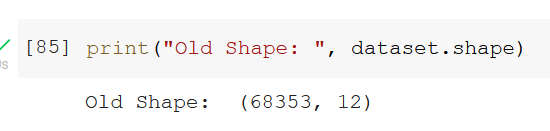 [85] print("Old Shape: ", dataset.shape)
Old Shape:  (68353, 12)